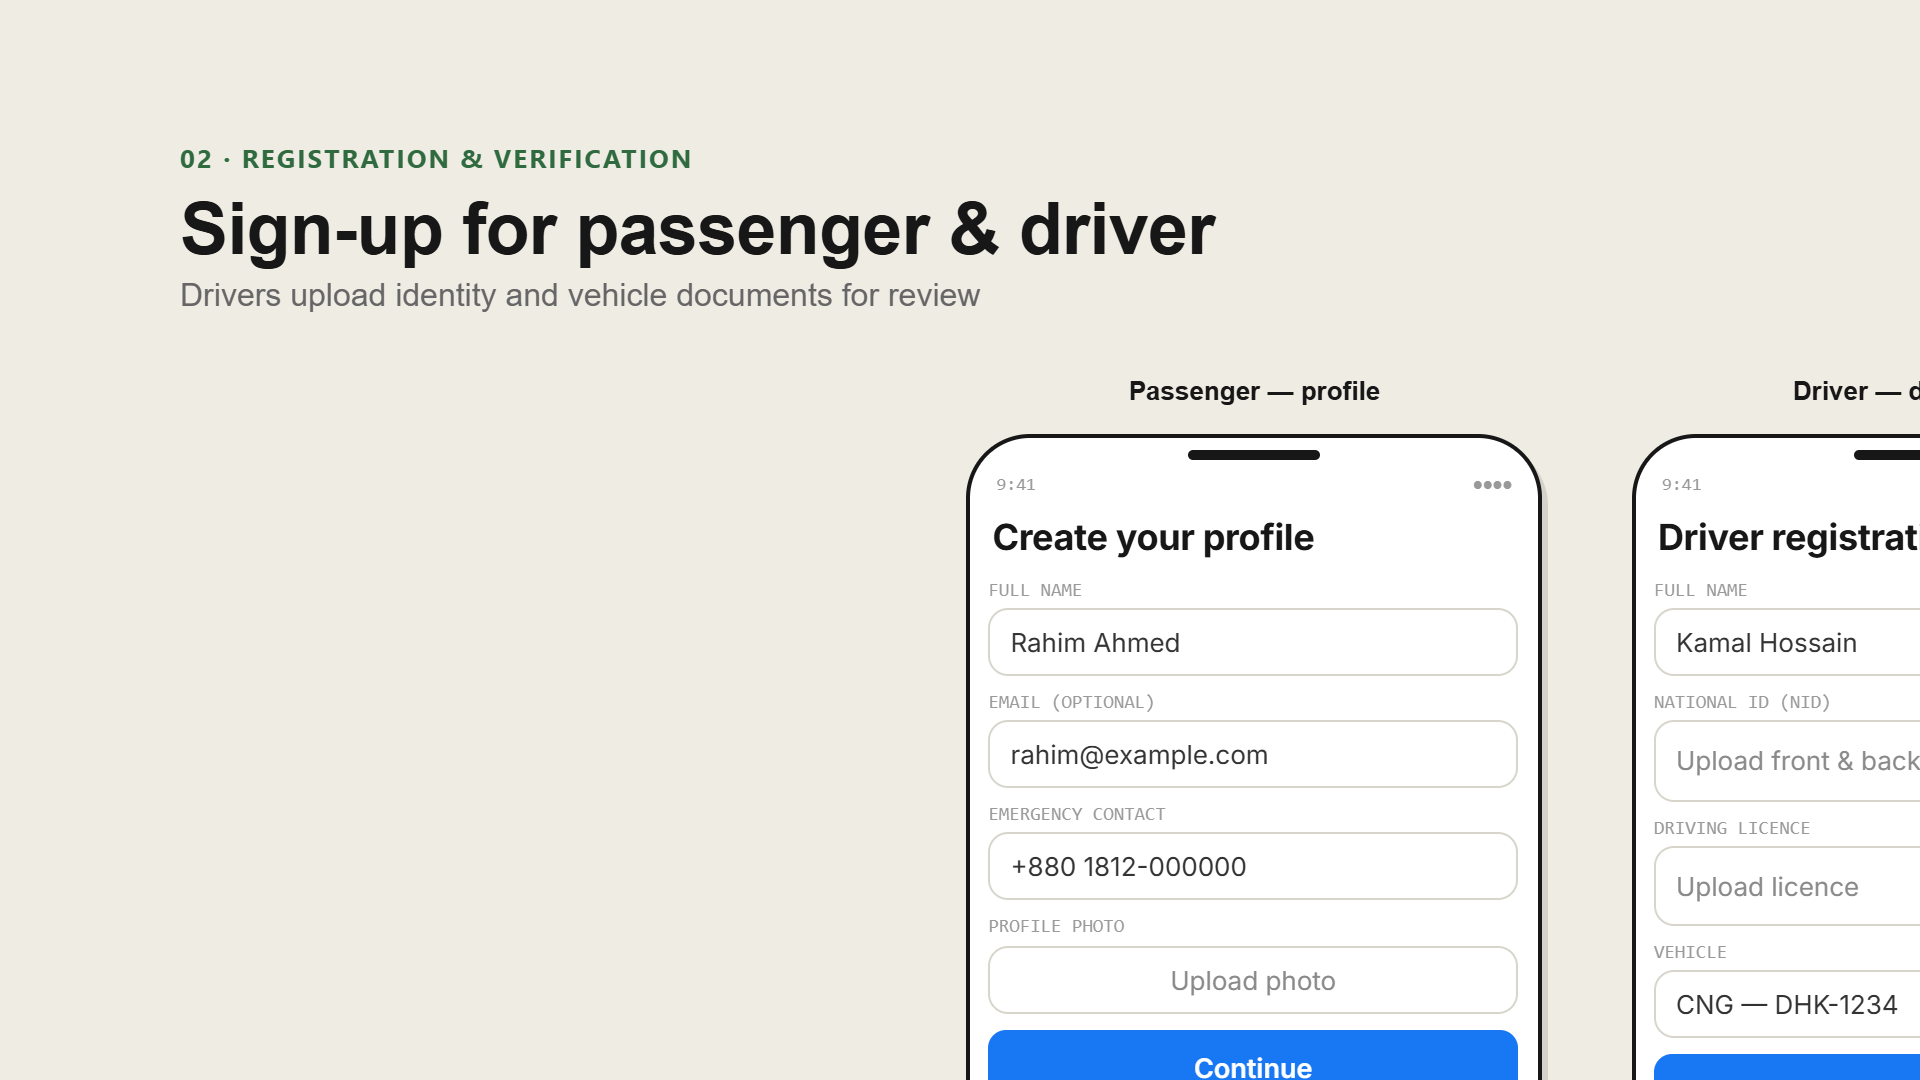 02 · REGISTRATION & VERIFICATION
Sign-up for passenger & driver
Drivers upload identity and vehicle documents for review
Passenger — profile
9:41
Create your profile
FULL NAME
Rahim Ahmed
EMAIL (OPTIONAL)
rahim@example.com
EMERGENCY CONTACT
+880 1812-000000
PROFILE PHOTO
Upload photo
Continue
Driver —
9:41
Driver
FULL NAME
Kamal Hossain
NATIONAL ID (NID)
Upload front & back
DRIVING LICENCE
Upload licence
VEHICLE
CNG — DHK-1234